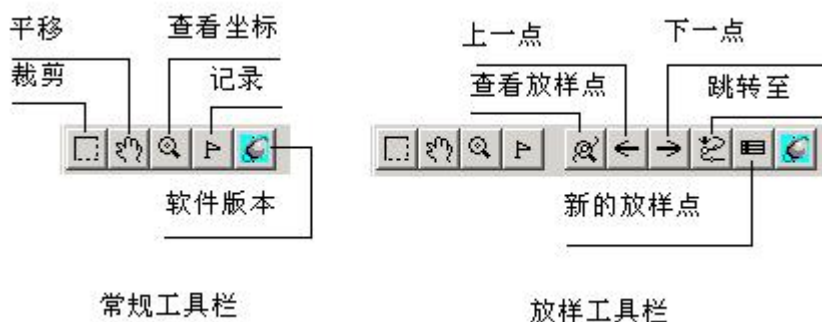 平移
查看坐标
裁剪
记录
软件版本
常规工具栏
上一点
下一点
查看放样点
跳转至
新的放样点
放样工具栏